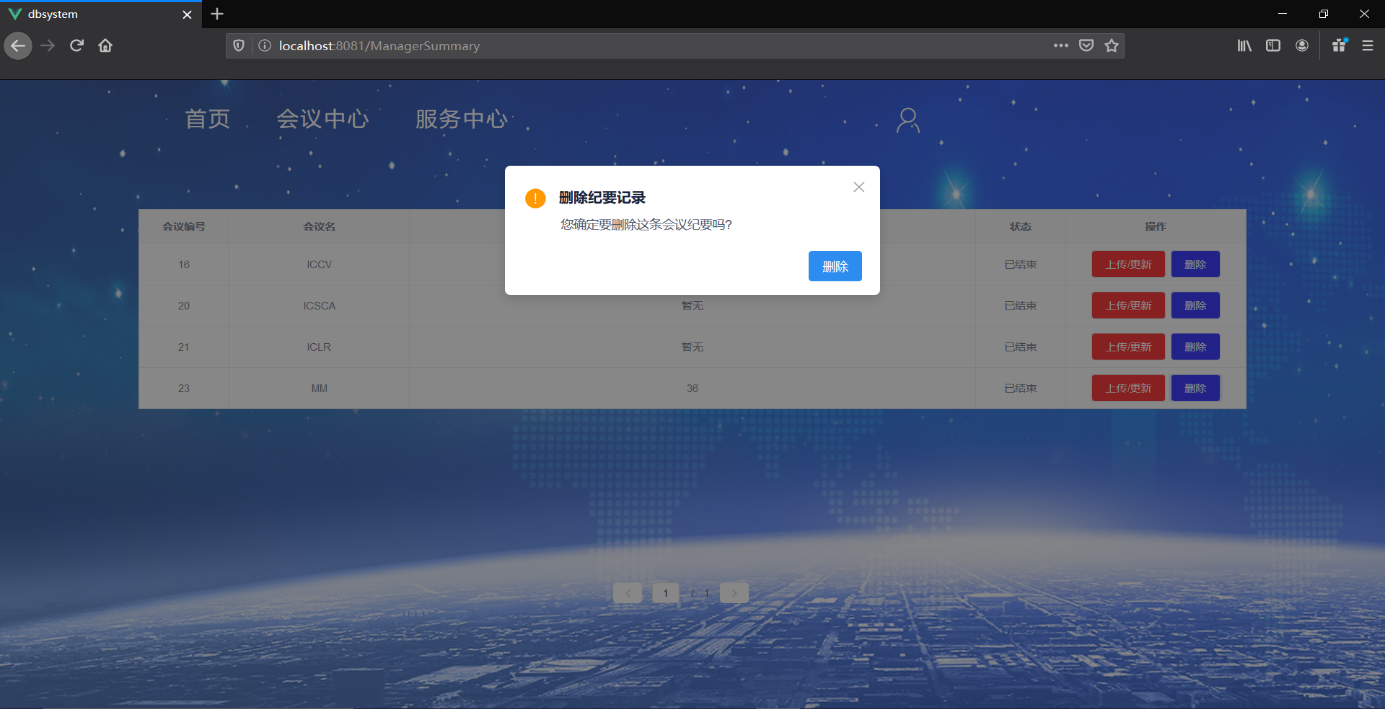 dbsystem
localhost:8081/ManagerSummary
首页 会议中心 服务中心
删除纪要记录
您确定要删除这条会议纪要吗?
删除
会议编号 会议名 状态 操作
16 ICCV 已结束 上传/更新 删除
20 ICSCA 暂无 已结束 上传/更新 删除
21 ICLR 暂无 已结束 上传/更新 删除
23 MM 36 已结束 上传/更新 删除
1 / 1